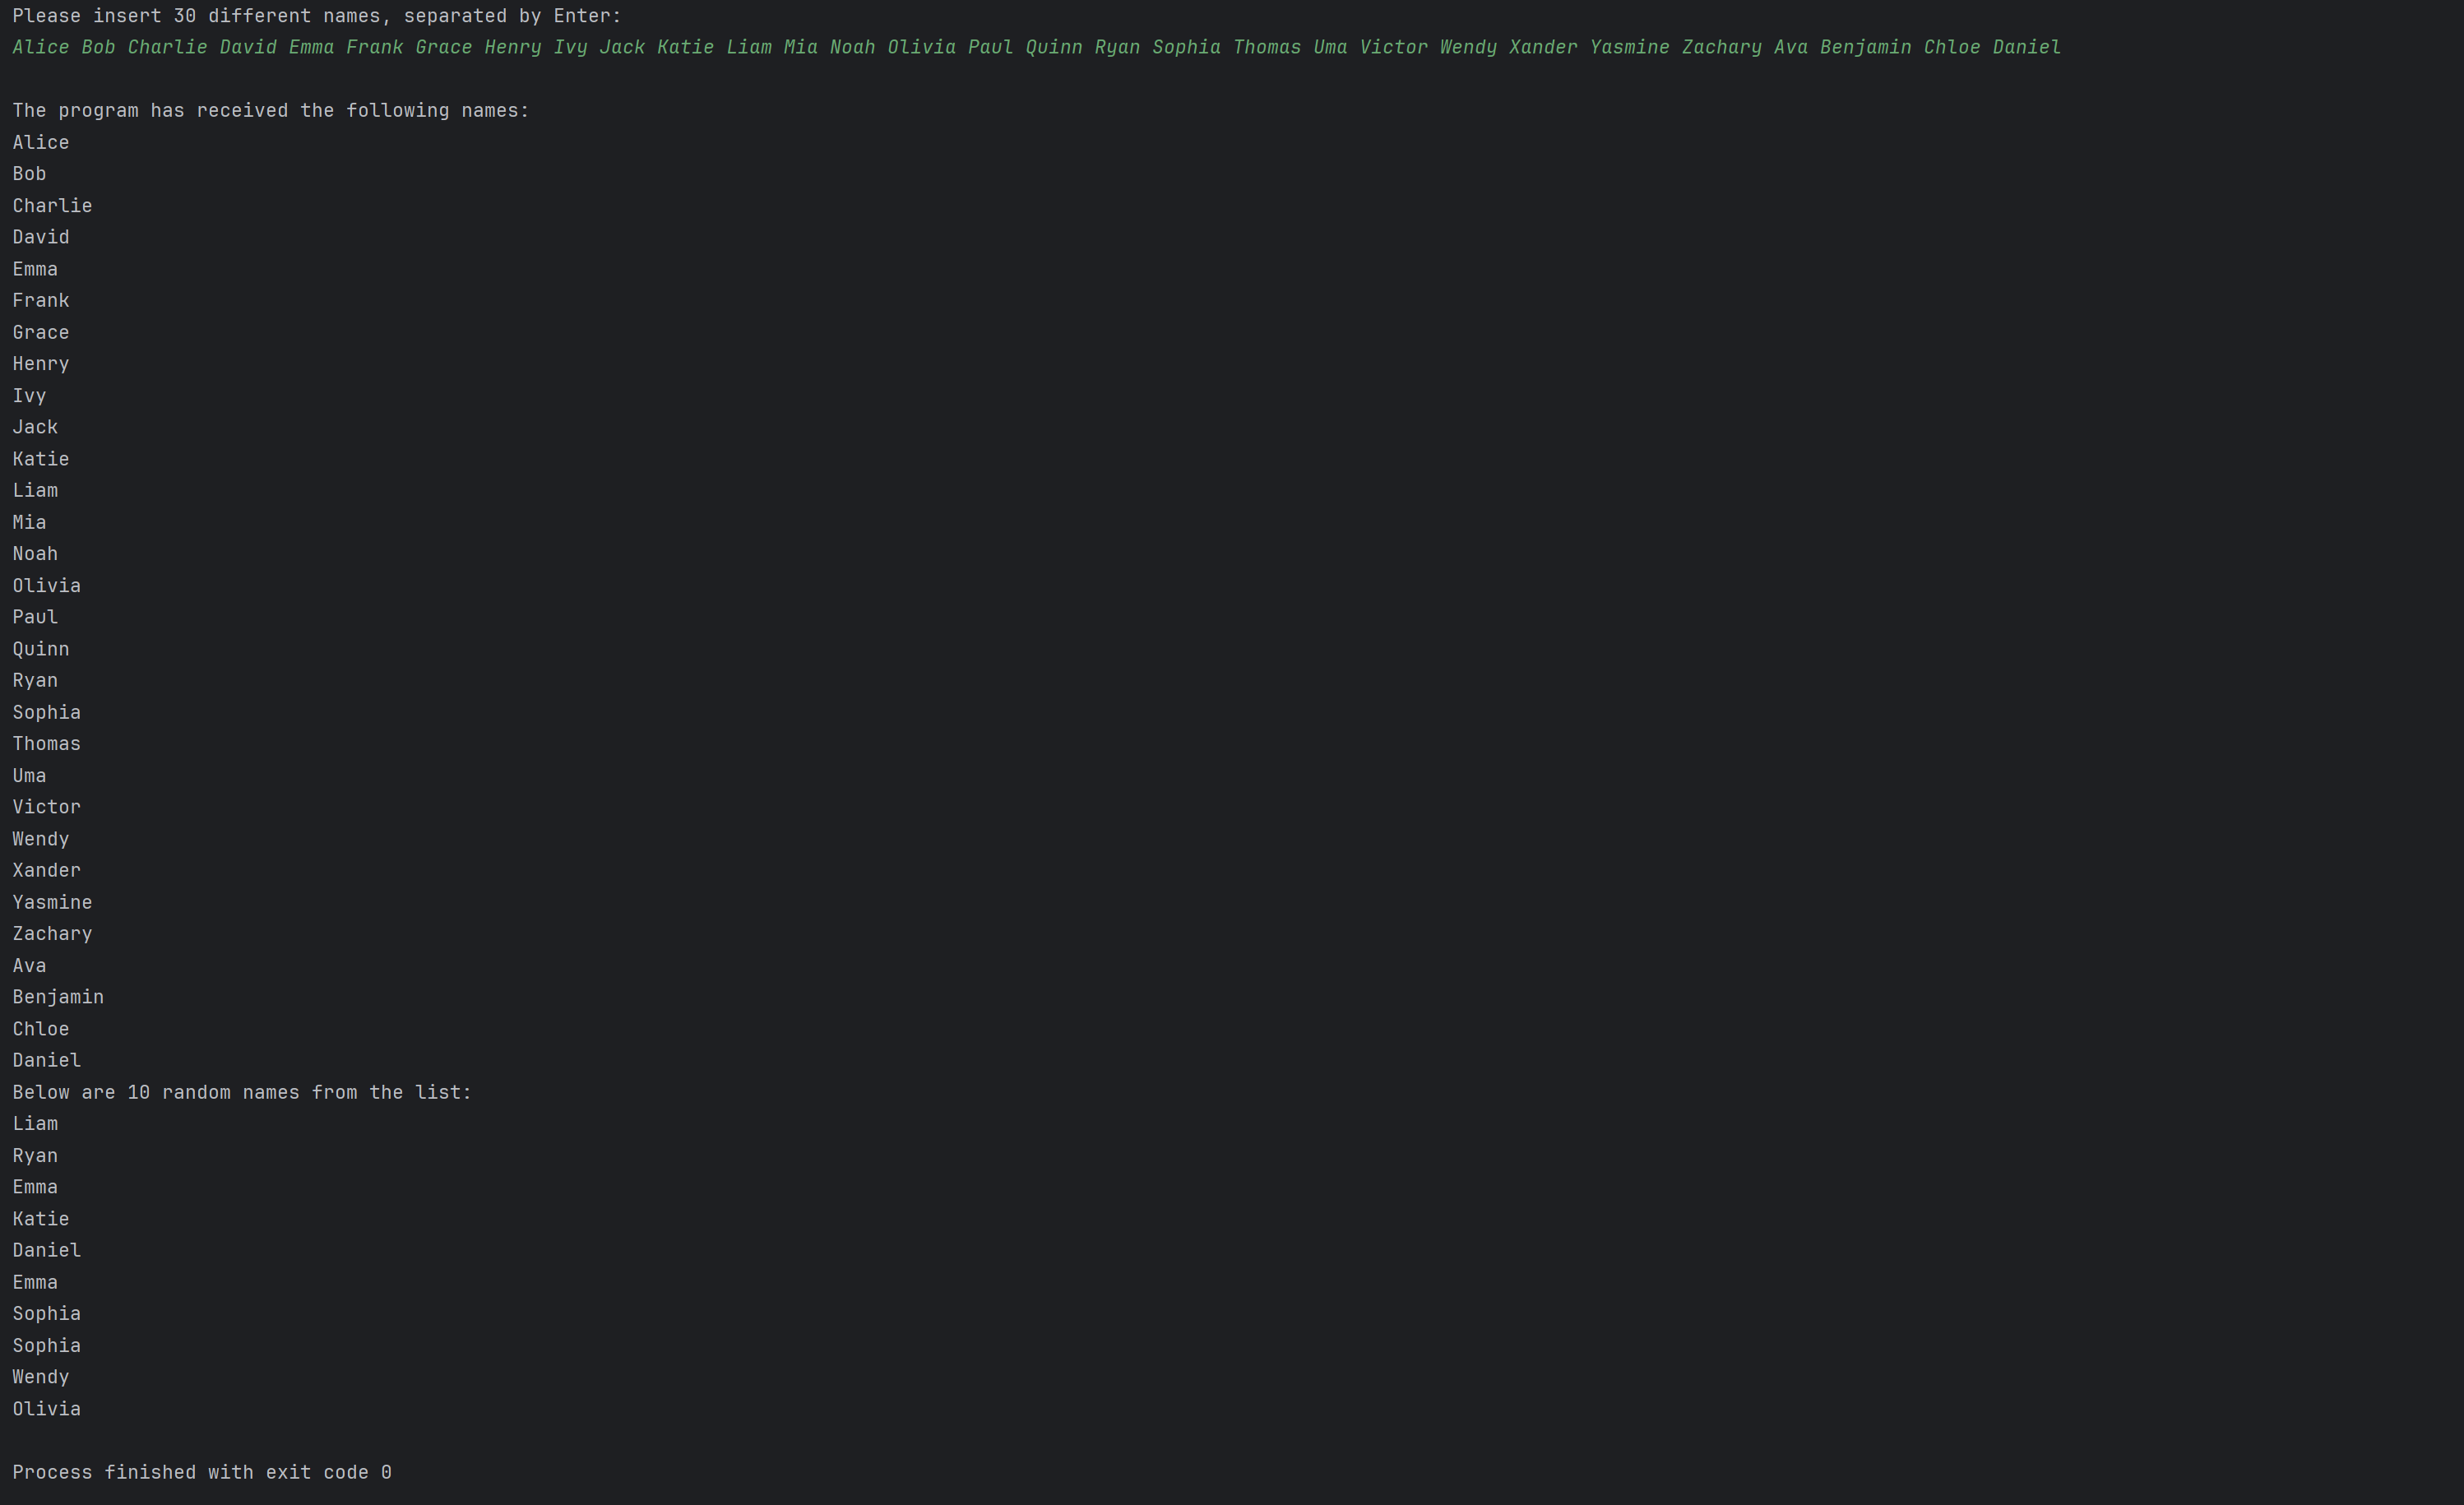 Please insert 30 different names, separated by Enter:
Alice Bob Charlie David Emma Frank Grace Henry Ivy Jack Katie Liam Mia Noah Olivia Paul Quinn Ryan Sophia Thomas Uma Victor Wendy Xander Yasmine Zachary Ava Benjamin Chloe Daniel
The program has received the following names:
Alice
Bob
Charlie
David
Emma
Frank
Grace
Henry
Ivy
Jack
Katie
Liam
Mia
Noah
Olivia
Paul
Quinn
Ryan
Sophia
Thomas
Uma
Victor
Wendy
Xander
Yasmine
Zachary
Ava
Benjamin
Chloe
Daniel
Below are 10 random names from the list:
Liam
Ryan
Emma
Katie
Daniel
Emma
Sophia
Sophia
Wendy
Olivia
Process finished with exit code 0